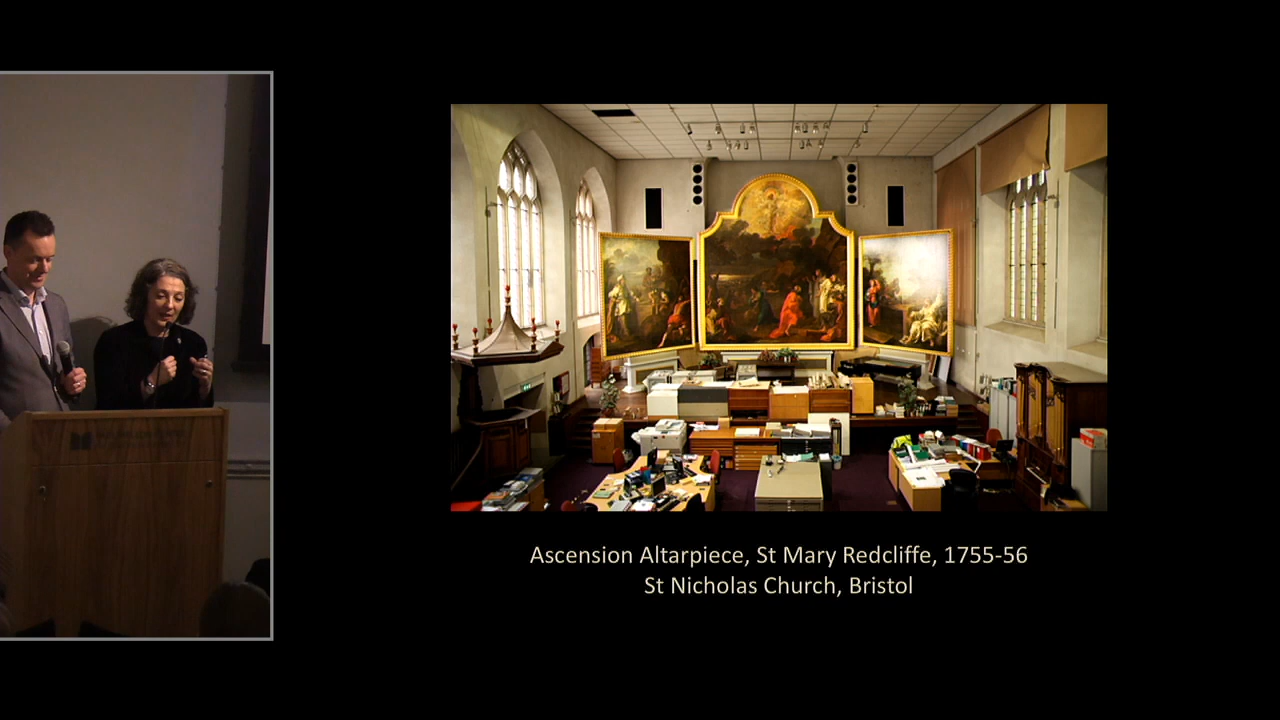 Ascension Altarpiece, St Mary Redcliffe, 1755-56
St Nicholas Church, Bristol